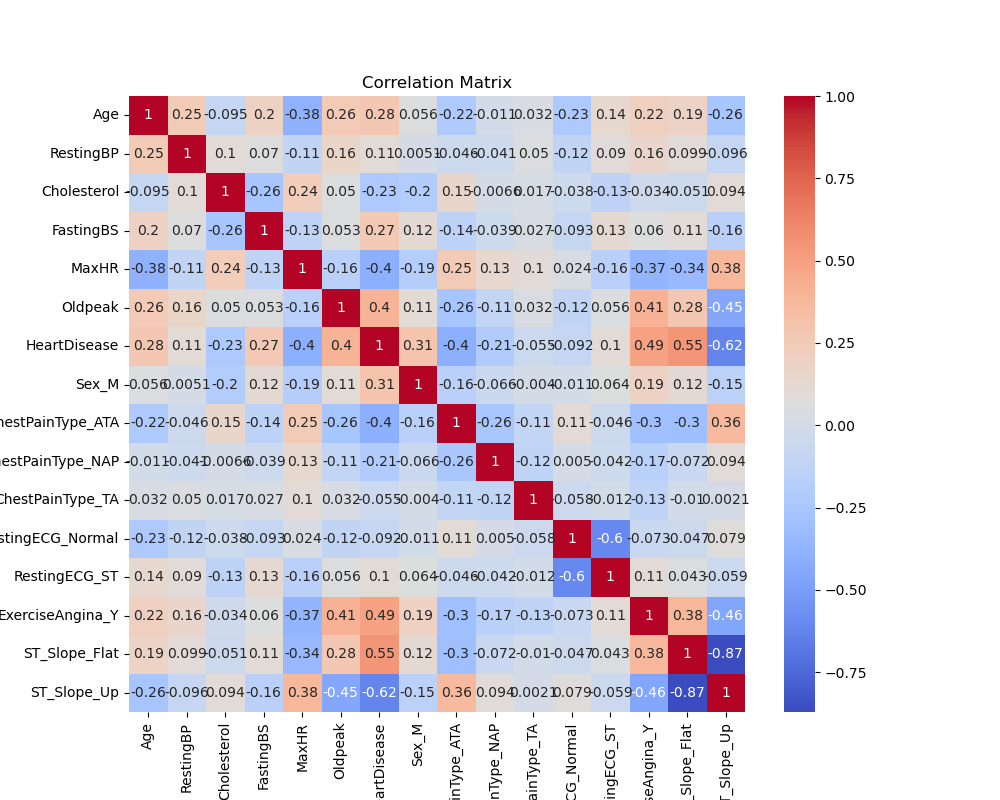 Correlation Matrix
Age 1 0.25 -0.095 0.2 -0.38 0.26 0.28 0.056 -0.22 -0.011 0.032 -0.23 0.14 0.22 0.19 -0.26
RestingBP 0.25 1 0.1 0.07 -0.11 0.16 0.11 0.0051 -0.046 -0.041 0.05 -0.12 0.09 0.16 0.099 -0.096
Cholesterol -0.095 0.1 1 -0.26 0.24 0.05 -0.23 -0.2 0.15 -0.0066 0.017 -0.038 -0.13 -0.034 -0.051 0.094
FastingBS 0.2 0.07 -0.26 1 -0.13 0.053 0.27 0.12 -0.14 -0.039 0.027 -0.093 0.13 0.06 0.11 -0.16
MaxHR -0.38 -0.11 0.24 -0.13 1 -0.16 -0.4 -0.19 0.25 0.13 0.1 0.024 -0.16 -0.37 -0.34 0.38
Oldpeak 0.26 0.16 0.05 0.053 -0.16 1 0.4 0.11 -0.26 -0.11 0.032 -0.12 0.056 0.41 0.28 -0.45
HeartDisease 0.28 0.11 -0.23 0.27 -0.4 0.4 1 0.31 -0.4 -0.21 -0.055 -0.092 0.1 0.49 0.55 -0.62
Sex_M 0.056 0.0051 -0.2 0.12 -0.19 0.11 0.31 1 -0.16 -0.066 -0.004 -0.011 0.064 0.19 0.12 -0.15
hestPainType_ATA -0.22 -0.046 0.15 -0.14 0.25 -0.26 -0.4 -0.16 1 -0.26 -0.11 0.11 -0.046 -0.3 -0.3 0.36
estPainType_NAP -0.011 -0.041 -0.0066 -0.039 0.13 -0.11 -0.21 -0.066 -0.26 1 -0.12 0.005 -0.042 -0.17 -0.072 0.094
ChestPainType_TA -0.032 0.05 0.017 0.027 0.1 0.032 -0.055 -0.004 -0.11 -0.12 1 -0.058 -0.012 -0.13 -0.01 0.0021
stingECG_Normal -0.23 -0.12 -0.038 -0.093 0.024 -0.12 -0.092 -0.011 0.11 0.005 -0.058 1 -0.6 -0.073 -0.047 0.079
RestingECG_ST 0.14 0.09 -0.13 0.13 -0.16 0.056 0.1 0.064 -0.046 -0.042 -0.012 -0.6 1 0.11 0.043 -0.059
ExerciseAngina_Y 0.22 0.16 -0.034 0.06 -0.37 0.41 0.49 0.19 -0.3 -0.17 -0.13 -0.073 0.11 1 0.38 -0.46
ST_Slope_Flat 0.19 0.099 -0.051 0.11 -0.34 0.28 0.55 0.12 -0.3 -0.072 -0.01 -0.047 0.043 0.38 1 -0.87
ST_Slope_Up -0.26 -0.096 0.094 -0.16 0.38 -0.45 -0.62 -0.15 0.36 0.094 0.0021 0.079 -0.059 -0.46 -0.87 1
Age
RestingBP
Cholesterol
FastingBS
MaxHR
Oldpeak
artDisease
Sex_M
ainType_ATA
nType_NAP
ainType_TA
CG_Normal
ingECG_ST
seAngina_Y
_Slope_Flat
T_Slope_Up
1.00
0.75
0.50
0.25
0.00
−0.25
−0.50
−0.75